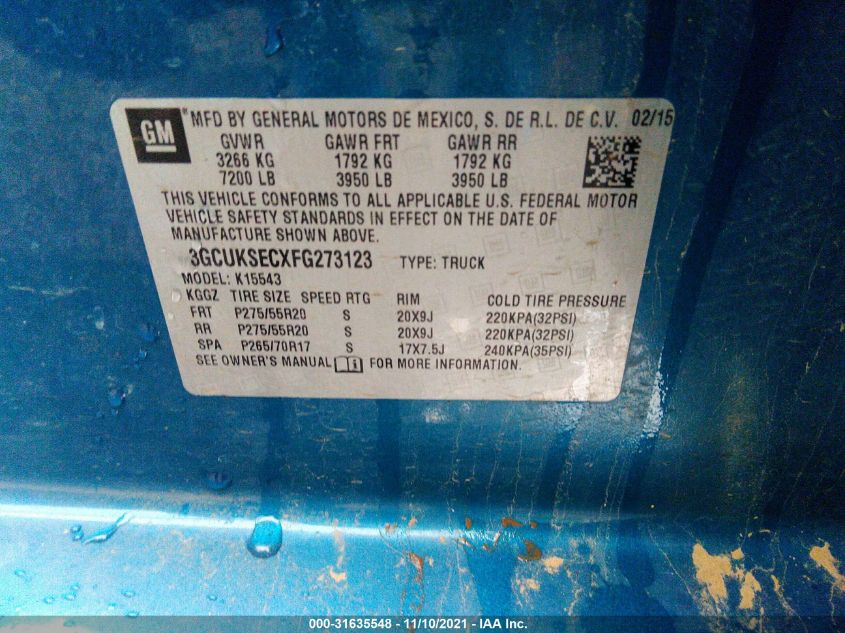 GM
MFD BY GENERAL MOTORS DE MEXICO, S. DE R.L. DE C.V. 02/15
GVWR GAWR FRT GAWR RR
3266 KG 1792 KG 1792 KG
7200 LB 3950 LB 3950 LB
THIS VEHICLE CONFORMS TO ALL APPLICABLE U.S. FEDERAL MOTOR
VEHICLE SAFETY STANDARDS IN EFFECT ON THE DATE OF
MANUFACTURE SHOWN ABOVE.
3GCUKSECXFG273123 TYPE: TRUCK
MODEL: K15543
KGGZ TIRE SIZE SPEED RTG RIM COLD TIRE PRESSURE
FRT P275/55R20 S 20X9J 220KPA(32PSI)
RR P275/55R20 S 20X9J 220KPA(32PSI)
SPA P265/70R17 S 17X7.5J 240KPA(35PSI)
SEE OWNER'S MANUAL FOR MORE INFORMATION.
000-31635548 - 11/10/2021 - IAA Inc.